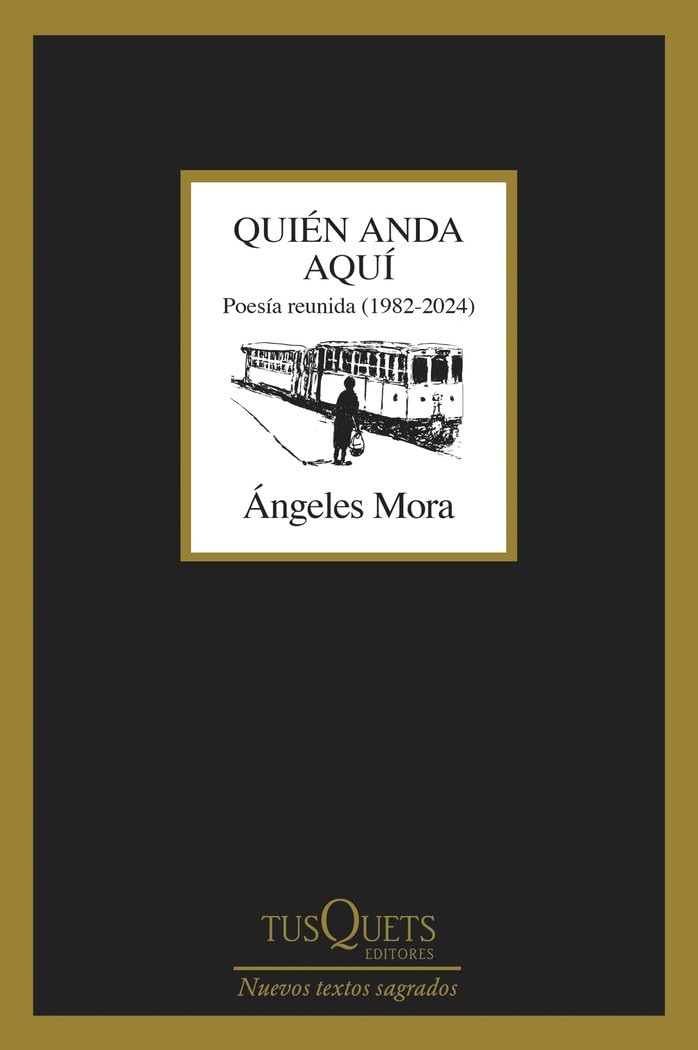 QUIÉN ANDA
AQUÍ
Poesía reunida (1982-2024)
Ángeles Mora
TUSQUETS
EDITORES
Nuevos textos sagrados